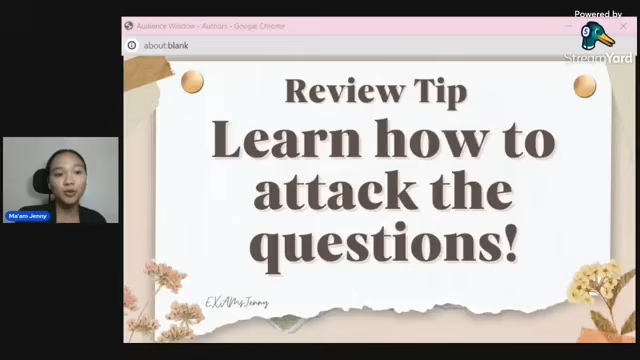 Audience Window - Authors - Google Chrome
about:blank
Powered by
StreamYard
Review Tip
Learn how to
attack the
questions!
Ma'am Jenny
EXAMsJenny